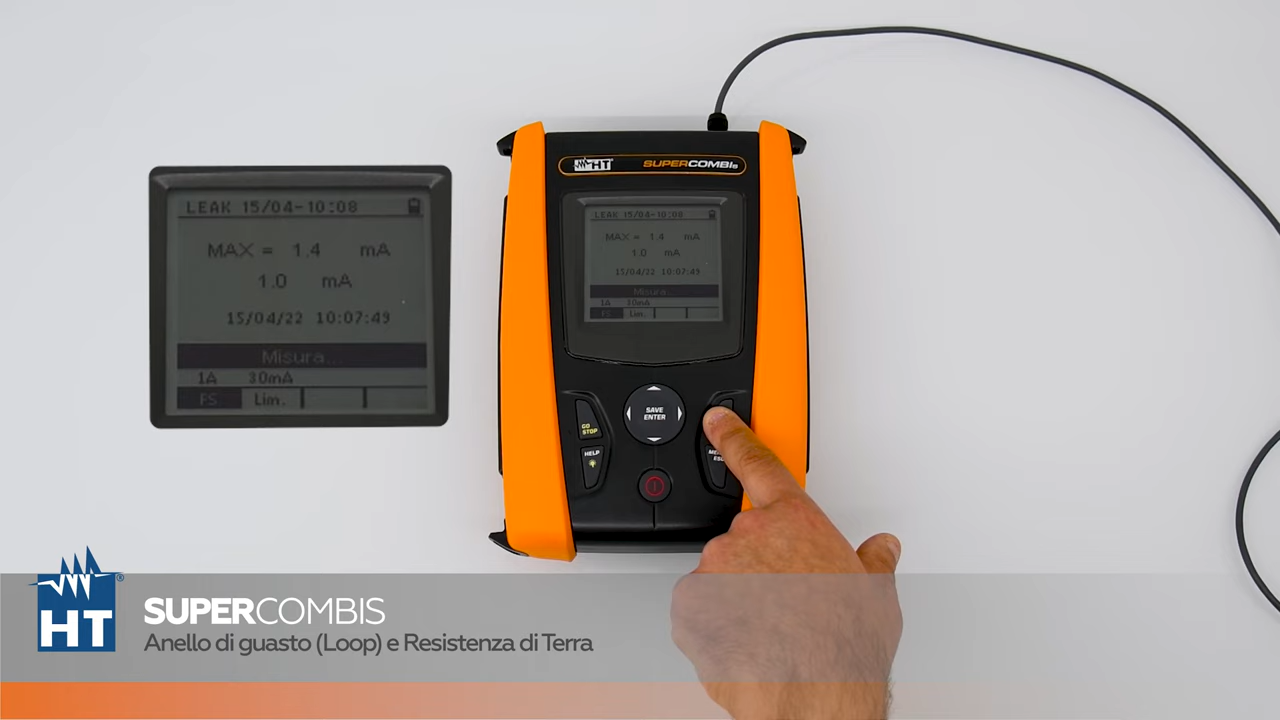 HT SUPERCOMBIs
LEAK 15/04-10:08
MAX = 1.4 mA
1.0 mA
15/04/22 10:07:49
Misura...
1A 30mA
FS Lim.
LEAK 15/04-10:08
MAX = 1.4 mA
1.0 mA
15/04/22 10:07:49
Misura...
1A 30mA
FS Lim.
SAVE
ENTER
GO
STOP
HELP
HT®
SUPERCOMBIS
Anello di guasto (Loop) e Resistenza di Terra